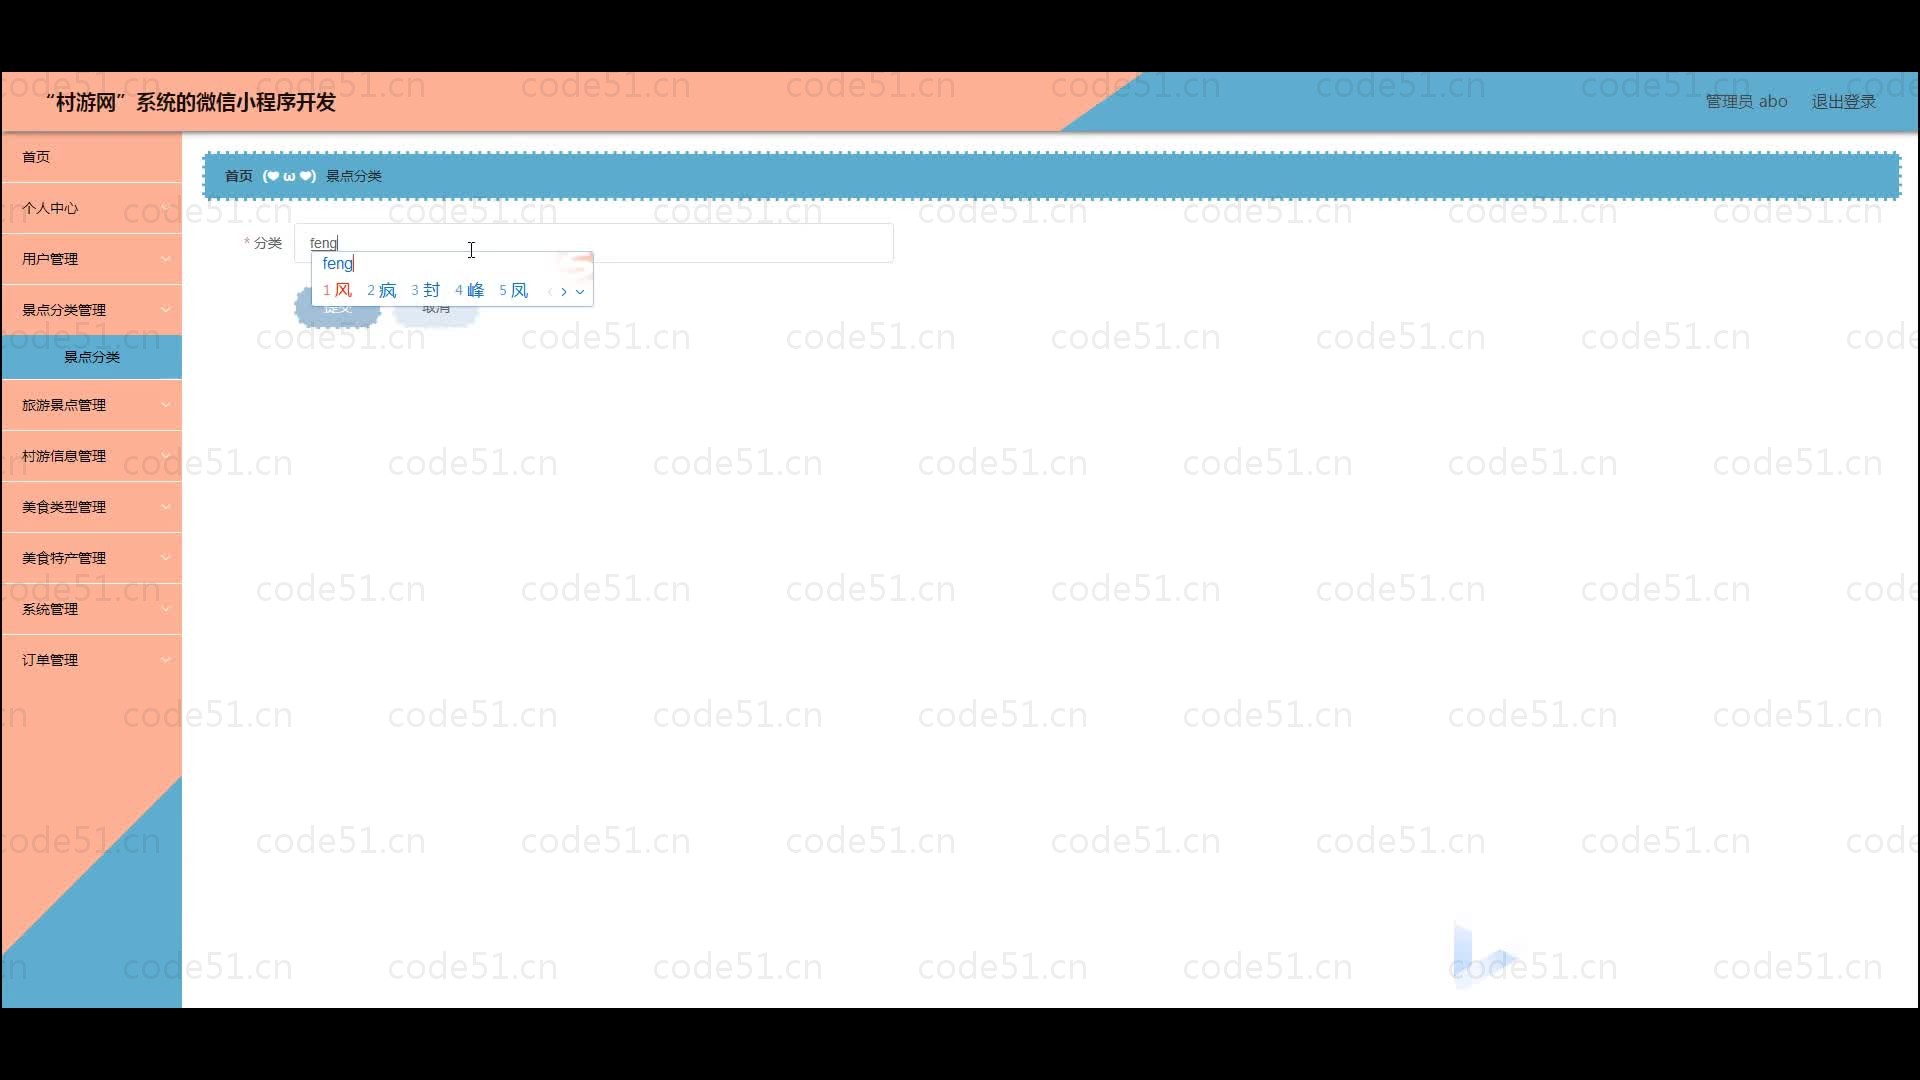 “村游网”系统的微信小程序开发
管理员 abo 退出登录
首页
个人中心
用户管理
景点分类管理
景点分类
旅游景点管理
村游信息管理
美食类型管理
美食特产管理
系统管理
订单管理
首页 (❤ ω ❤) 景点分类
* 分类 feng
feng
1 风 2 疯 3 封 4 峰 5 凤
提交 取消
code51.cn